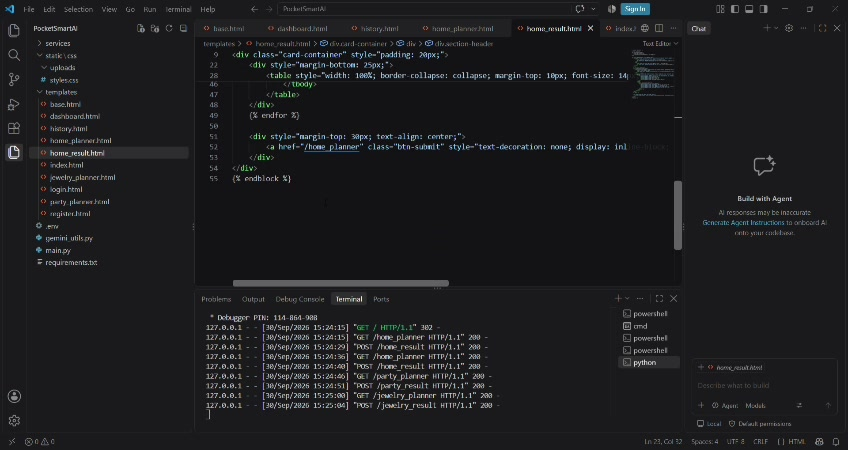 File Edit Selection View Go Run Terminal Help
PocketSmartAI
Sign In
POCKETSMARTAI
services
static \css
uploads
styles.css
templates
base.html
dashboard.html
history.html
home_planner.html
home_result.html
index.html
jewelry_planner.html
login.html
party_planner.html
register.html
.env
gemini_utils.py
main.py
requirements.txt
base.html dashboard.html history.html home_planner.html home_result.html
templates > home_result.html > div.card-container > div > div.section-header
Text Editor
9 <div class="card-container" style="padding: 20px;">
22 <div style="margin-bottom: 25px;">
28 <table style="width: 100%; border-collapse: collapse; margin-top: 10px; font-size: 14p
46 </tbody>
47 </table>
48 </div>
49 {% endfor %}
50
51 <div style="margin-top: 30px; text-align: center;">
52 <a href="/home_planner" class="btn-submit" style="text-decoration: none; display: inline-block;
53 </div>
54 </div>
55 {% endblock %}
Problems Output Debug Console Terminal Ports
* Debugger PIN: 114-864-908
127.0.0.1 - - [30/Sep/2026 15:24:15] "GET / HTTP/1.1" 302 -
127.0.0.1 - - [30/Sep/2026 15:24:15] "GET /home_planner HTTP/1.1" 200 -
127.0.0.1 - - [30/Sep/2026 15:24:29] "POST /home_result HTTP/1.1" 200 -
127.0.0.1 - - [30/Sep/2026 15:24:36] "GET /home_planner HTTP/1.1" 200 -
127.0.0.1 - - [30/Sep/2026 15:24:40] "POST /home_result HTTP/1.1" 200 -
127.0.0.1 - - [30/Sep/2026 15:24:46] "GET /party_planner HTTP/1.1" 200 -
127.0.0.1 - - [30/Sep/2026 15:24:51] "POST /party_result HTTP/1.1" 200 -
127.0.0.1 - - [30/Sep/2026 15:25:00] "GET /jewelry_planner HTTP/1.1" 200 -
127.0.0.1 - - [30/Sep/2026 15:25:04] "POST /jewelry_result HTTP/1.1" 200 -
powershell
cmd
powershell
powershell
python
Chat
Build with Agent
AI responses may be inaccurate
Generate Agent Instructions to onboard AI
onto your codebase.
home_result.html
Describe what to build
Agent Models
Local Default permissions
0 0
Ln 23, Col 32 Spaces: 4 UTF-8 CRLF HTML